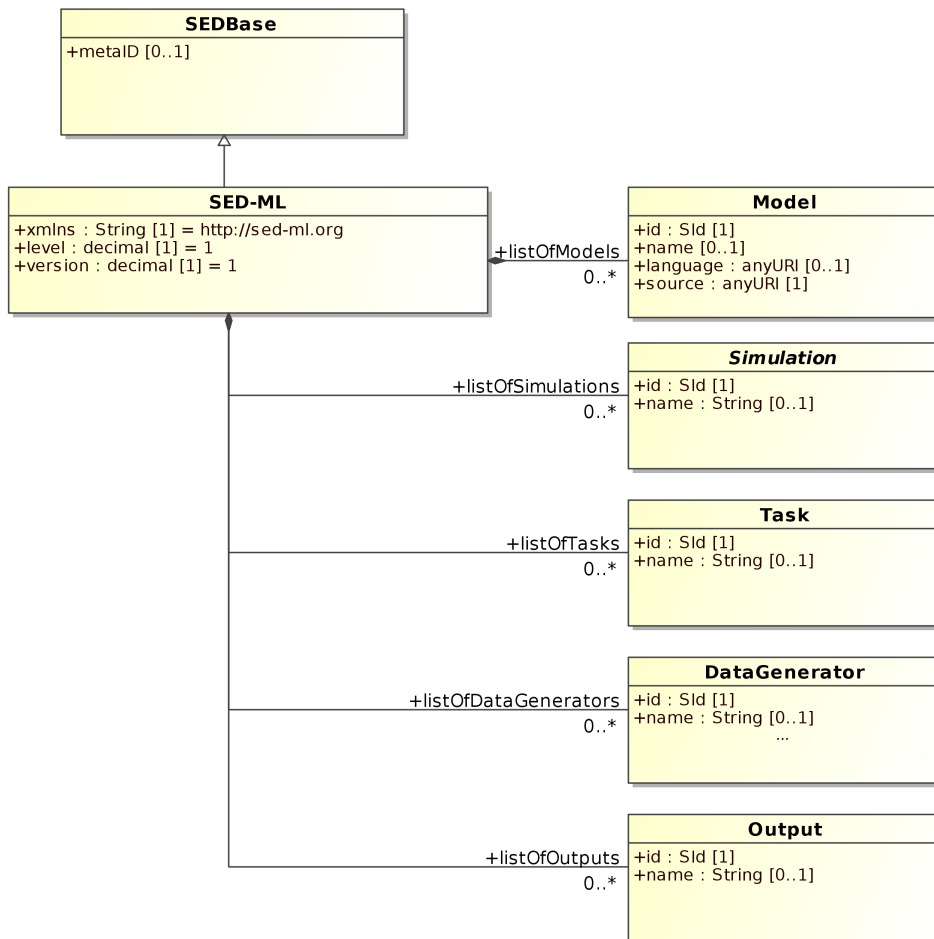 SEDBase
+metaID [0..1]
SED-ML
+xmlns : String [1] = http://sed-ml.org
+level : decimal [1] = 1
+version : decimal [1] = 1
+listOfModels
0..*
Model
+id : SId [1]
+name [0..1]
+language : anyURI [0..1]
+source : anyURI [1]
+listOfSimulations
0..*
Simulation
+id : SId [1]
+name : String [0..1]
+listOfTasks
0..*
Task
+id : SId [1]
+name : String [0..1]
+listOfDataGenerators
0..*
DataGenerator
+id : SId [1]
+name : String [0..1]
...
+listOfOutputs
0..*
Output
+id : SId [1]
+name : String [0..1]